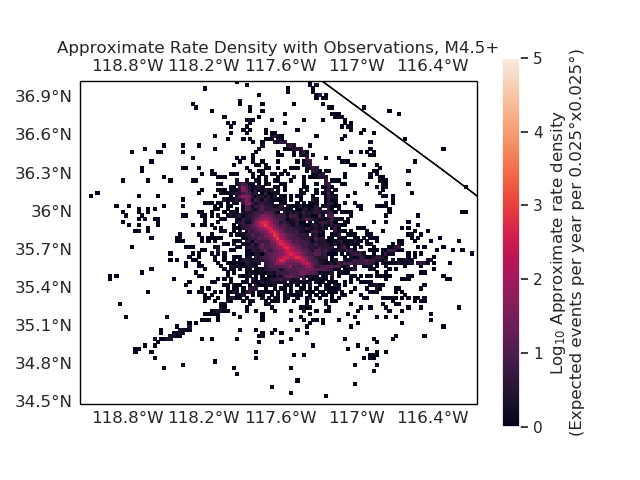 Approximate Rate Density with Observations, M4.5+
118.8°W 118.2°W 117.6°W 117°W 116.4°W
36.9°N
36.6°N
36.3°N
36°N
35.7°N
35.4°N
35.1°N
34.8°N
34.5°N
118.8°W 118.2°W 117.6°W 117°W 116.4°W
5
4
3
2
1
0
Log₁₀ Approximate rate density
(Expected events per year per 0.025°x0.025°)